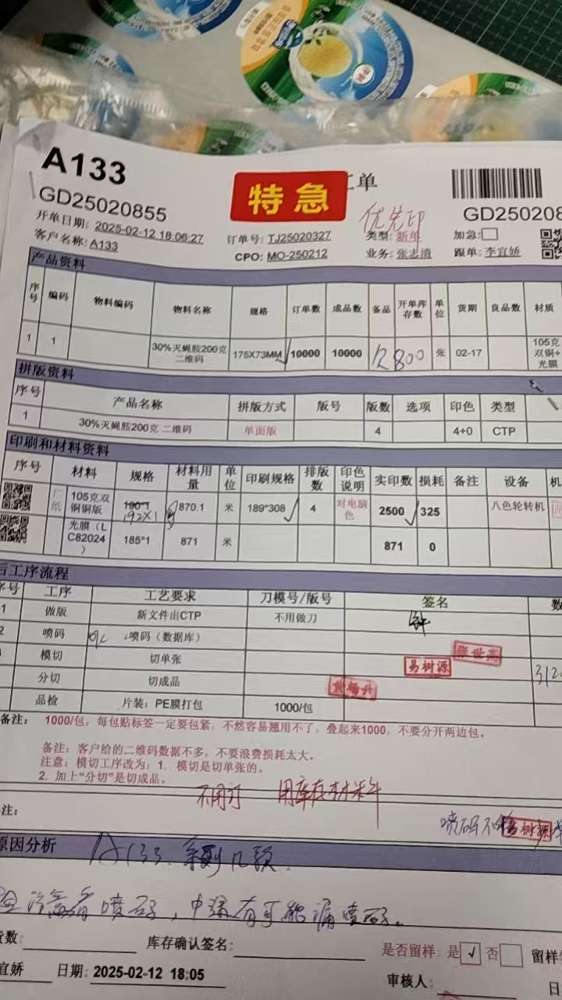 A133
特急
工单
GD25020855
GD250208
优先印
开单日期: 2025-02-12 18:06:27
订单号: TJ25020327
类型: 新单
加急:
客户名称: A133
CPO: MO-250212
业务: 张志清
跟单: 李宜娇
产品资料
序号 编码 物料编码 物料名称 规格 订单数 成品数 备品 开单库存数 单位 货期 良品数 材质
1 1 30%灭蝇胺200克 二维码 175X73MM 10000 10000 12800 张 02-17 105克双铜+光膜
拼版资料
序号 产品名称 拼版方式 版号 版数 选项 印色 类型
1 30%灭蝇胺200克 二维码 单面版 4 4+0 CTP
印刷和材料资料
序号 材料 规格 材料用量 单位 印刷规格 排版数 印色说明 实印数 损耗 备注 设备 机
厂纸 105克双铜铜版 190*1 192X1 870.1 米 189*308 4 对电脑色 2500 325 八色轮转机
光膜（LC82024） 185*1 871 米 871 0
后工序流程
序号 工序 工艺要求 刀模号/版号 签名 数
1 做版 新文件出CTP 不用做刀
2 喷码 喷码（数据库）
张世高
模切 切单张 易树源 312
分切 切成品
品检 片装: PE膜打包 1000/包
备注: 1000/包，每包贴标签一定要包紧，不然容易翘用不了，叠起来1000，不要分开两边包。
备注: 客户给的二维码数据不多，不要浪费损耗太大。
注意: 模切工序改为: 1. 模切是切单张的。
2. 加上“分切”是切成品。
不用订 用库存材料
注:
喷码不
易树源
原因分析
A133
喷码，中途有可能漏喷码。
货数:
库存确认签名:
是否留样: 是 √ 否 留样
宜娇
日期: 2025-02-12 18:05
审核人:
日